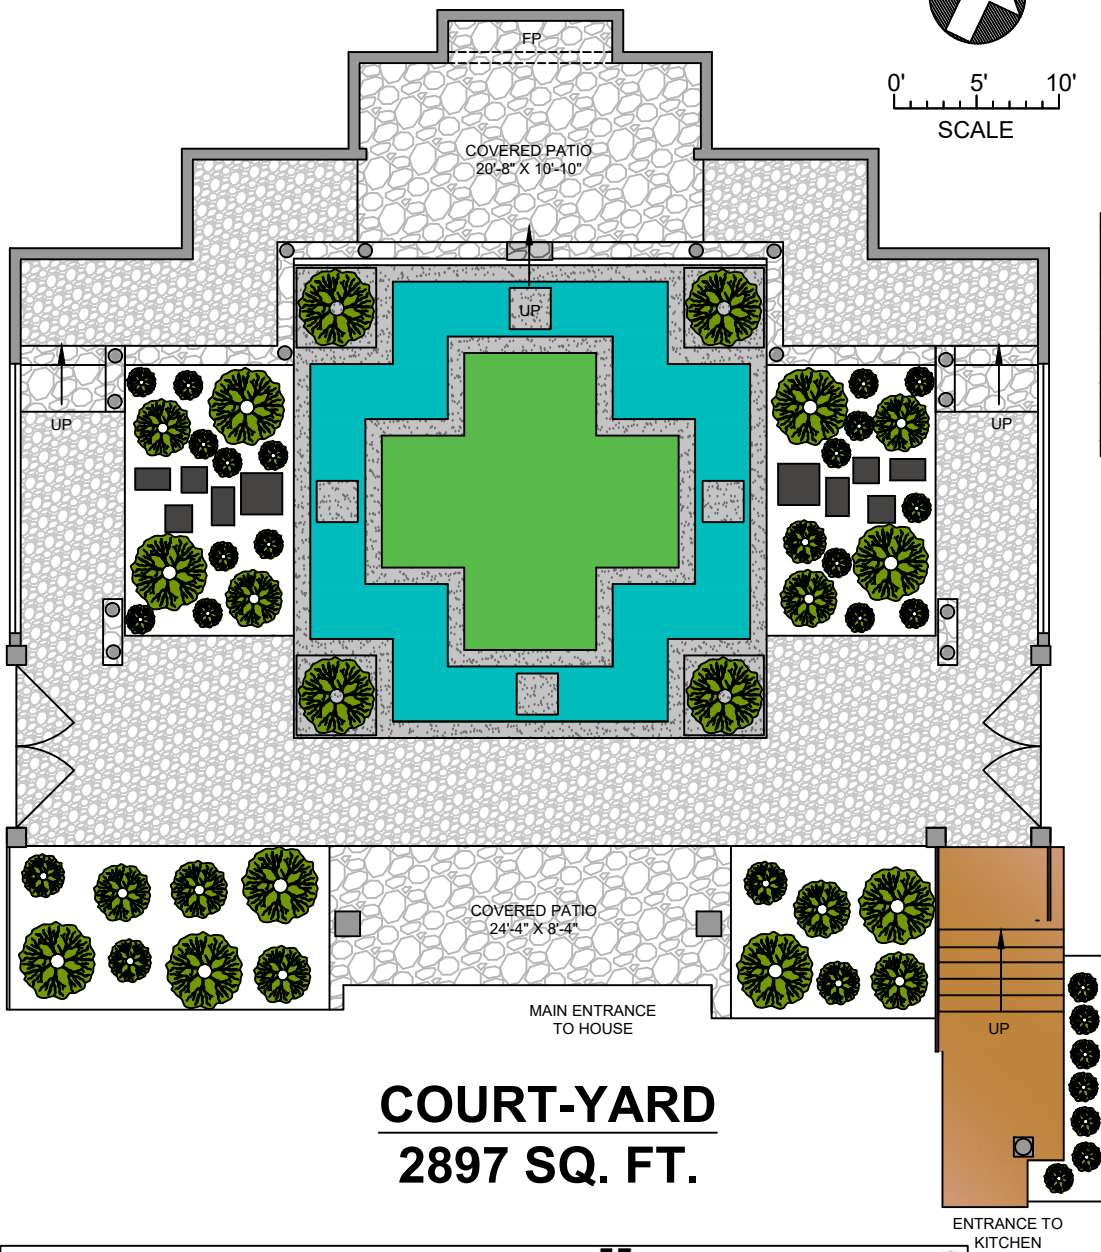 FP
0' 5' 10'
SCALE
COVERED PATIO
20'-8" X 10'-10"
UP
UP
UP
COVERED PATIO
24'-4" X 8'-4"
MAIN ENTRANCE
TO HOUSE
UP
COURT-YARD
2897 SQ. FT.
ENTRANCE TO
KITCHEN